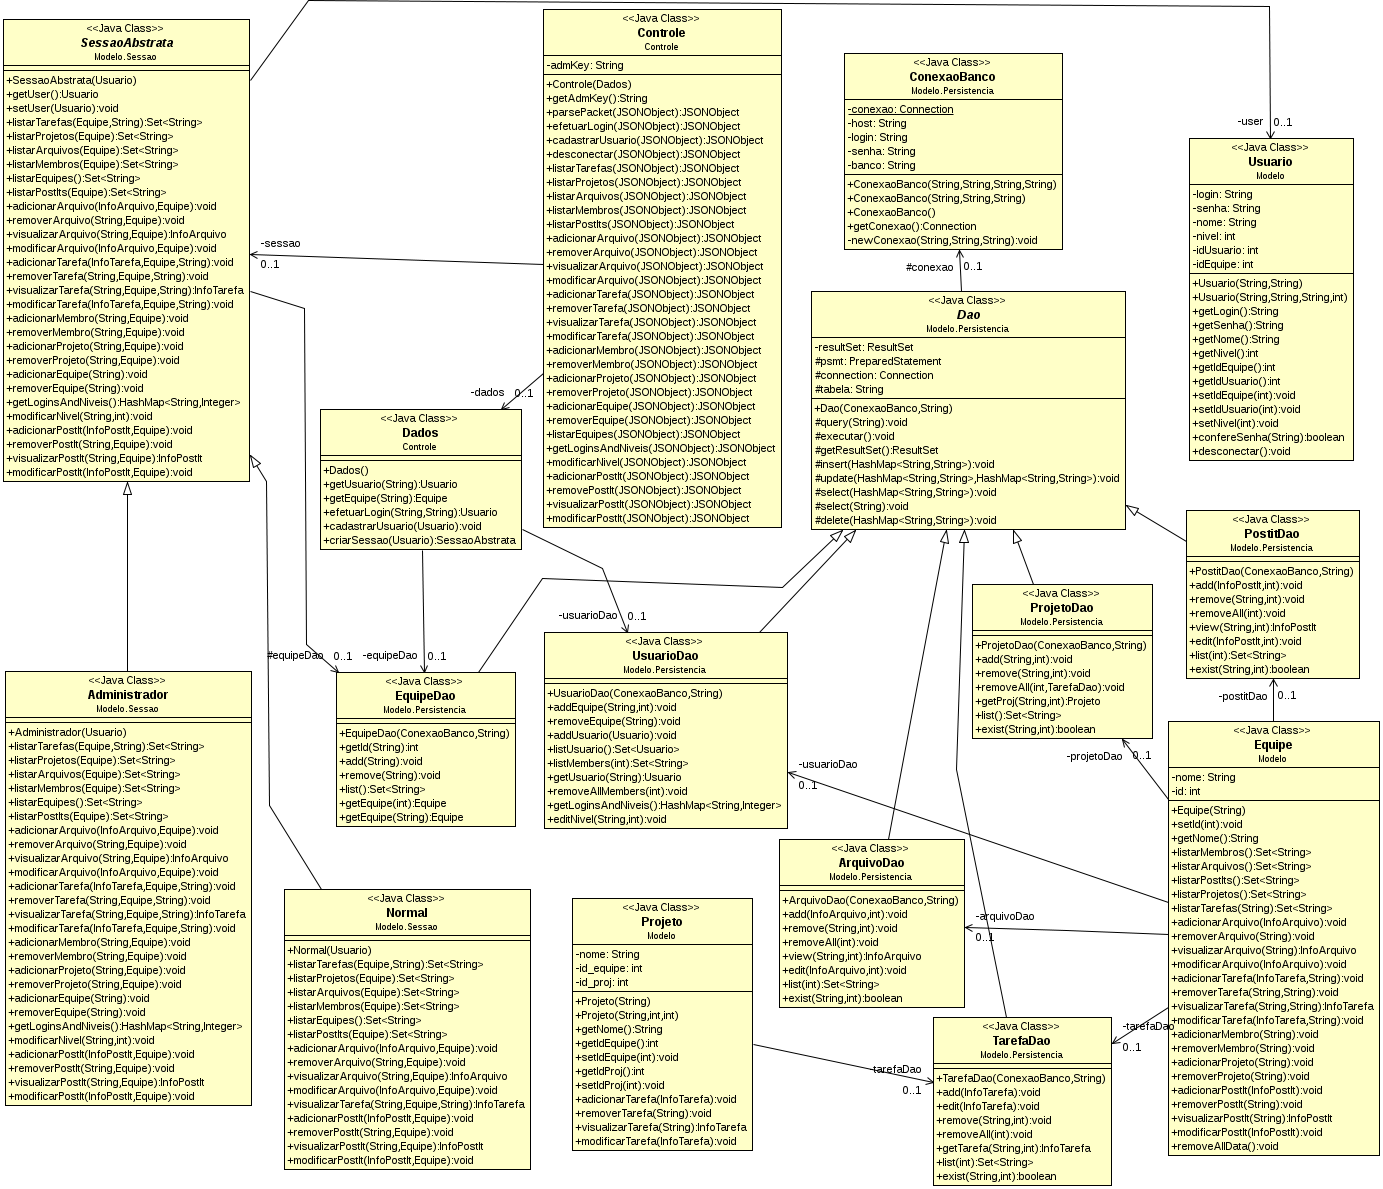 <<Java Class>>
SessaoAbstrata
Modelo.Sessao
+SessaoAbstrata(Usuario)
+getUser():Usuario
+setUser(Usuario):void
+listarTarefas(Equipe,String):Set<String>
+listarProjetos(Equipe):Set<String>
+listarArquivos(Equipe):Set<String>
+listarMembros(Equipe):Set<String>
+listarEquipes():Set<String>
+listarPostIts(Equipe):Set<String>
+adicionarArquivo(InfoArquivo,Equipe):void
+removerArquivo(String,Equipe):void
+visualizarArquivo(String,Equipe):InfoArquivo
+modificarArquivo(InfoArquivo,Equipe):void
+adicionarTarefa(InfoTarefa,Equipe,String):void
+removerTarefa(String,Equipe,String):void
+visualizarTarefa(String,Equipe,String):InfoTarefa
+modificarTarefa(InfoTarefa,Equipe,String):void
+adicionarMembro(String,Equipe):void
+removerMembro(String,Equipe):void
+adicionarProjeto(String,Equipe):void
+removerProjeto(String,Equipe):void
+adicionarEquipe(String):void
+removerEquipe(String):void
+getLoginsAndNiveis():HashMap<String,Integer>
+modificarNivel(String,int):void
+adicionarPostIt(InfoPostIt,Equipe):void
+removerPostIt(String,Equipe):void
+visualizarPostIt(String,Equipe):InfoPostIt
+modificarPostIt(InfoPostIt,Equipe):void
<<Java Class>>
Controle
Controle
-admKey: String
+Controle(Dados)
+getAdmKey():String
+parsePacket(JSONObject):JSONObject
+efetuarLogin(JSONObject):JSONObject
+cadastrarUsuario(JSONObject):JSONObject
+desconectar(JSONObject):JSONObject
+listarTarefas(JSONObject):JSONObject
+listarProjetos(JSONObject):JSONObject
+listarArquivos(JSONObject):JSONObject
+listarMembros(JSONObject):JSONObject
+listarPostIts(JSONObject):JSONObject
+adicionarArquivo(JSONObject):JSONObject
+removerArquivo(JSONObject):JSONObject
+visualizarArquivo(JSONObject):JSONObject
+modificarArquivo(JSONObject):JSONObject
+adicionarTarefa(JSONObject):JSONObject
+removerTarefa(JSONObject):JSONObject
+visualizarTarefa(JSONObject):JSONObject
+modificarTarefa(JSONObject):JSONObject
+adicionarMembro(JSONObject):JSONObject
+removerMembro(JSONObject):JSONObject
+adicionarProjeto(JSONObject):JSONObject
+removerProjeto(JSONObject):JSONObject
+adicionarEquipe(JSONObject):JSONObject
+removerEquipe(JSONObject):JSONObject
+listarEquipes(JSONObject):JSONObject
+getLoginsAndNiveis(JSONObject):JSONObject
+modificarNivel(JSONObject):JSONObject
+adicionarPostIt(JSONObject):JSONObject
+removePostIt(JSONObject):JSONObject
+visualizarPostIt(JSONObject):JSONObject
+modificarPostIt(JSONObject):JSONObject
<<Java Class>>
ConexaoBanco
Modelo.Persistencia
-conexao: Connection
-host: String
-login: String
-senha: String
-banco: String
+ConexaoBanco(String,String,String,String)
+ConexaoBanco(String,String,String)
+ConexaoBanco()
+getConexao():Connection
-newConexao(String,String,String):void
-user 0..1
<<Java Class>>
Usuario
Modelo
-login: String
-senha: String
-nome: String
-nivel: int
-idUsuario: int
-idEquipe: int
+Usuario(String,String)
+Usuario(String,String,String,int)
+getLogin():String
+getSenha():String
+getNome():String
+getNivel():int
+getIdEquipe():int
+getIdUsuario():int
+setIdEquipe(int):void
+setIdUsuario(int):void
+setNivel(int):void
+confereSenha(String):boolean
+desconectar():void
-sessao
0..1
#conexao 0..1
<<Java Class>>
Dao
Modelo.Persistencia
-resultSet: ResultSet
#psmt: PreparedStatement
#connection: Connection
#tabela: String
+Dao(ConexaoBanco,String)
#query(String):void
#executar():void
#getResultSet():ResultSet
#insert(HashMap<String,String>):void
#update(HashMap<String,String>,HashMap<String,String>):void
#select(HashMap<String,String>):void
#select(String):void
#delete(HashMap<String,String>):void
-dados 0..1
<<Java Class>>
Dados
Controle
+Dados()
+getUsuario(String):Usuario
+getEquipe(String):Equipe
+efetuarLogin(String,String):Usuario
+cadastrarUsuario(Usuario):void
+criarSessao(Usuario):SessaoAbstrata
<<Java Class>>
PostitDao
Modelo.Persistencia
+PostitDao(ConexaoBanco,String)
+add(InfoPostIt,int):void
+remove(String,int):void
+removeAll(int):void
+view(String,int):InfoPostIt
+edit(InfoPostIt,int):void
+list(int):Set<String>
+exist(String,int):boolean
<<Java Class>>
ProjetoDao
Modelo.Persistencia
+ProjetoDao(ConexaoBanco,String)
+add(String,int):void
+remove(String,int):void
+removeAll(int,TarefaDao):void
+getProj(String,int):Projeto
+list():Set<String>
+exist(String,int):boolean
-usuarioDao 0..1
<<Java Class>>
UsuarioDao
Modelo.Persistencia
+UsuarioDao(ConexaoBanco,String)
+addEquipe(String,int):void
+removeEquipe(String):void
+addUsuario(Usuario):void
+listUsuario():Set<Usuario>
+listMembers(int):Set<String>
+getUsuario(String):Usuario
+removeAllMembers(int):void
+getLoginsAndNiveis():HashMap<String,Integer>
+editNivel(String,int):void
#equipeDao 0..1
-equipeDao 0..1
<<Java Class>>
EquipeDao
Modelo.Persistencia
+EquipeDao(ConexaoBanco,String)
+getId(String):int
+add(String):void
+remove(String):void
+list():Set<String>
+getEquipe(int):Equipe
+getEquipe(String):Equipe
<<Java Class>>
Administrador
Modelo.Sessao
+Administrador(Usuario)
+listarTarefas(Equipe,String):Set<String>
+listarProjetos(Equipe):Set<String>
+listarArquivos(Equipe):Set<String>
+listarMembros(Equipe):Set<String>
+listarEquipes():Set<String>
+listarPostIts(Equipe):Set<String>
+adicionarArquivo(InfoArquivo,Equipe):void
+removerArquivo(String,Equipe):void
+visualizarArquivo(String,Equipe):InfoArquivo
+modificarArquivo(InfoArquivo,Equipe):void
+adicionarTarefa(InfoTarefa,Equipe,String):void
+removerTarefa(String,Equipe,String):void
+visualizarTarefa(String,Equipe,String):InfoTarefa
+modificarTarefa(InfoTarefa,Equipe,String):void
+adicionarMembro(String,Equipe):void
+removerMembro(String,Equipe):void
+adicionarProjeto(String,Equipe):void
+removerProjeto(String,Equipe):void
+adicionarEquipe(String):void
+removerEquipe(String):void
+getLoginsAndNiveis():HashMap<String,Integer>
+modificarNivel(String,int):void
+adicionarPostIt(InfoPostIt,Equipe):void
+removerPostIt(String,Equipe):void
+visualizarPostIt(String,Equipe):InfoPostIt
+modificarPostIt(InfoPostIt,Equipe):void
-postitDao 0..1
-projetoDao 0..1
-usuarioDao
0..1
<<Java Class>>
Equipe
Modelo
-nome: String
-id: int
+Equipe(String)
+setId(int):void
+getNome():String
+listarMembros():Set<String>
+listarArquivos():Set<String>
+listarPostIts():Set<String>
+listarProjetos():Set<String>
+listarTarefas(String):Set<String>
+adicionarArquivo(InfoArquivo):void
+removerArquivo(String):void
+visualizarArquivo(String):InfoArquivo
+modificarArquivo(InfoArquivo):void
+adicionarTarefa(InfoTarefa,String):void
+removerTarefa(String,String):void
+visualizarTarefa(String,String):InfoTarefa
+modificarTarefa(InfoTarefa,String):void
+adicionarMembro(String):void
+removerMembro(String):void
+adicionarProjeto(String):void
+removerProjeto(String):void
+adicionarPostIt(InfoPostIt):void
+removerPostIt(String):void
+visualizarPostIt(String):InfoPostIt
+modificarPostIt(InfoPostIt):void
+removeAllData():void
<<Java Class>>
ArquivoDao
Modelo.Persistencia
+ArquivoDao(ConexaoBanco,String)
+add(InfoArquivo,int):void
+remove(String,int):void
+removeAll(int):void
+view(String,int):InfoArquivo
+edit(InfoArquivo,int):void
+list(int):Set<String>
+exist(String,int):boolean
-arquivoDao
0..1
<<Java Class>>
Normal
Modelo.Sessao
+Normal(Usuario)
+listarTarefas(Equipe,String):Set<String>
+listarProjetos(Equipe):Set<String>
+listarArquivos(Equipe):Set<String>
+listarMembros(Equipe):Set<String>
+listarEquipes():Set<String>
+listarPostIts(Equipe):Set<String>
+adicionarArquivo(InfoArquivo,Equipe):void
+removerArquivo(String,Equipe):void
+visualizarArquivo(String,Equipe):InfoArquivo
+modificarArquivo(InfoArquivo,Equipe):void
+visualizarTarefa(String,Equipe,String):InfoTarefa
+adicionarPostIt(InfoPostIt,Equipe):void
+removerPostIt(String,Equipe):void
+visualizarPostIt(String,Equipe):InfoPostIt
+modificarPostIt(InfoPostIt,Equipe):void
<<Java Class>>
Projeto
Modelo
-nome: String
-id_equipe: int
-id_proj: int
+Projeto(String)
+Projeto(String,int,int)
+getNome():String
+getIdEquipe():int
+setIdEquipe(int):void
+getIdProj():int
+setIdProj(int):void
+adicionarTarefa(InfoTarefa):void
+removerTarefa(String):void
+visualizarTarefa(String):InfoTarefa
+modificarTarefa(InfoTarefa):void
-tarefaDao
0..1
<<Java Class>>
TarefaDao
Modelo.Persistencia
+TarefaDao(ConexaoBanco,String)
+add(InfoTarefa):void
+edit(InfoTarefa):void
+remove(String,int):void
+removeAll(int):void
+getTarefa(String,int):InfoTarefa
+list(int):Set<String>
+exist(String,int):boolean
-tarefaDao
0..1